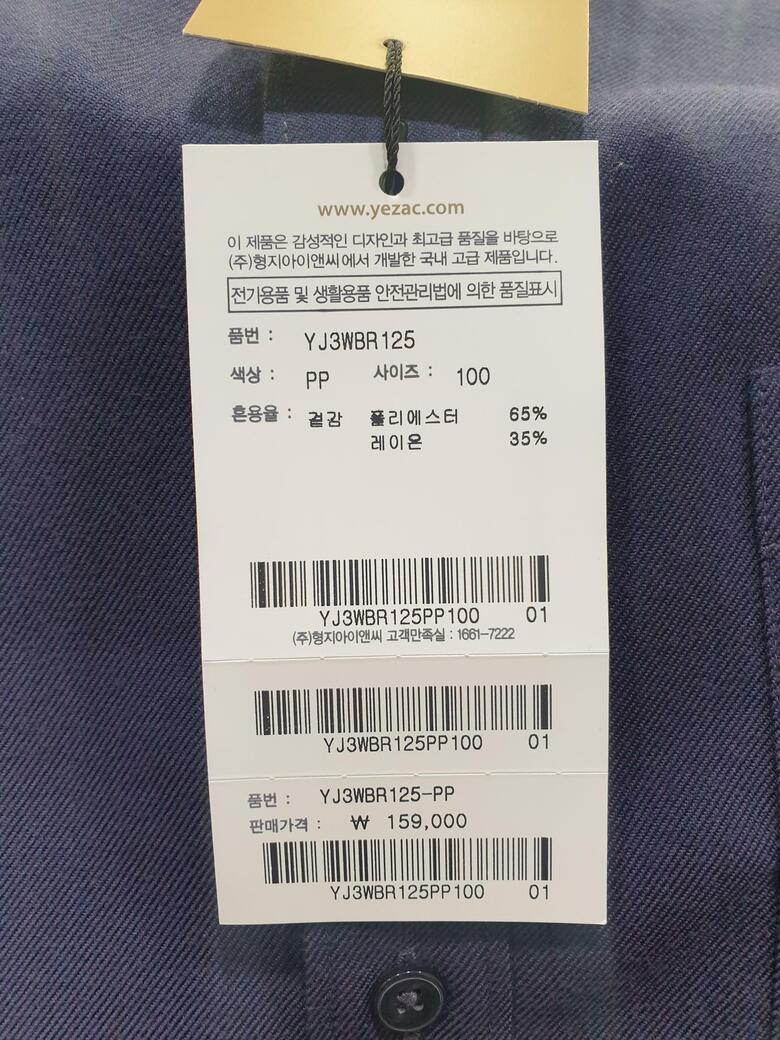 www.yezac.com
이 제품은 감성적인 디자인과 최고급 품질을 바탕으로
(주)형지아이앤씨에서 개발한 국내 고급 제품입니다.
전기용품 및 생활용품 안전관리법에 의한 품질표시
품번 : YJ3WBR125
색상 : PP 사이즈 : 100
혼용율 : 겉감 폴리에스터 65%
레이온 35%
YJ3WBR125PP100 01
(주)형지아이앤씨 고객만족실 : 1661-7222
YJ3WBR125PP100 01
품번 : YJ3WBR125-PP
판매가격 : ₩ 159,000
YJ3WBR125PP100 01